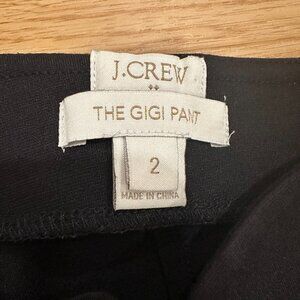 J.CREW
THE GIGI PANT
2
MADE IN CHINA